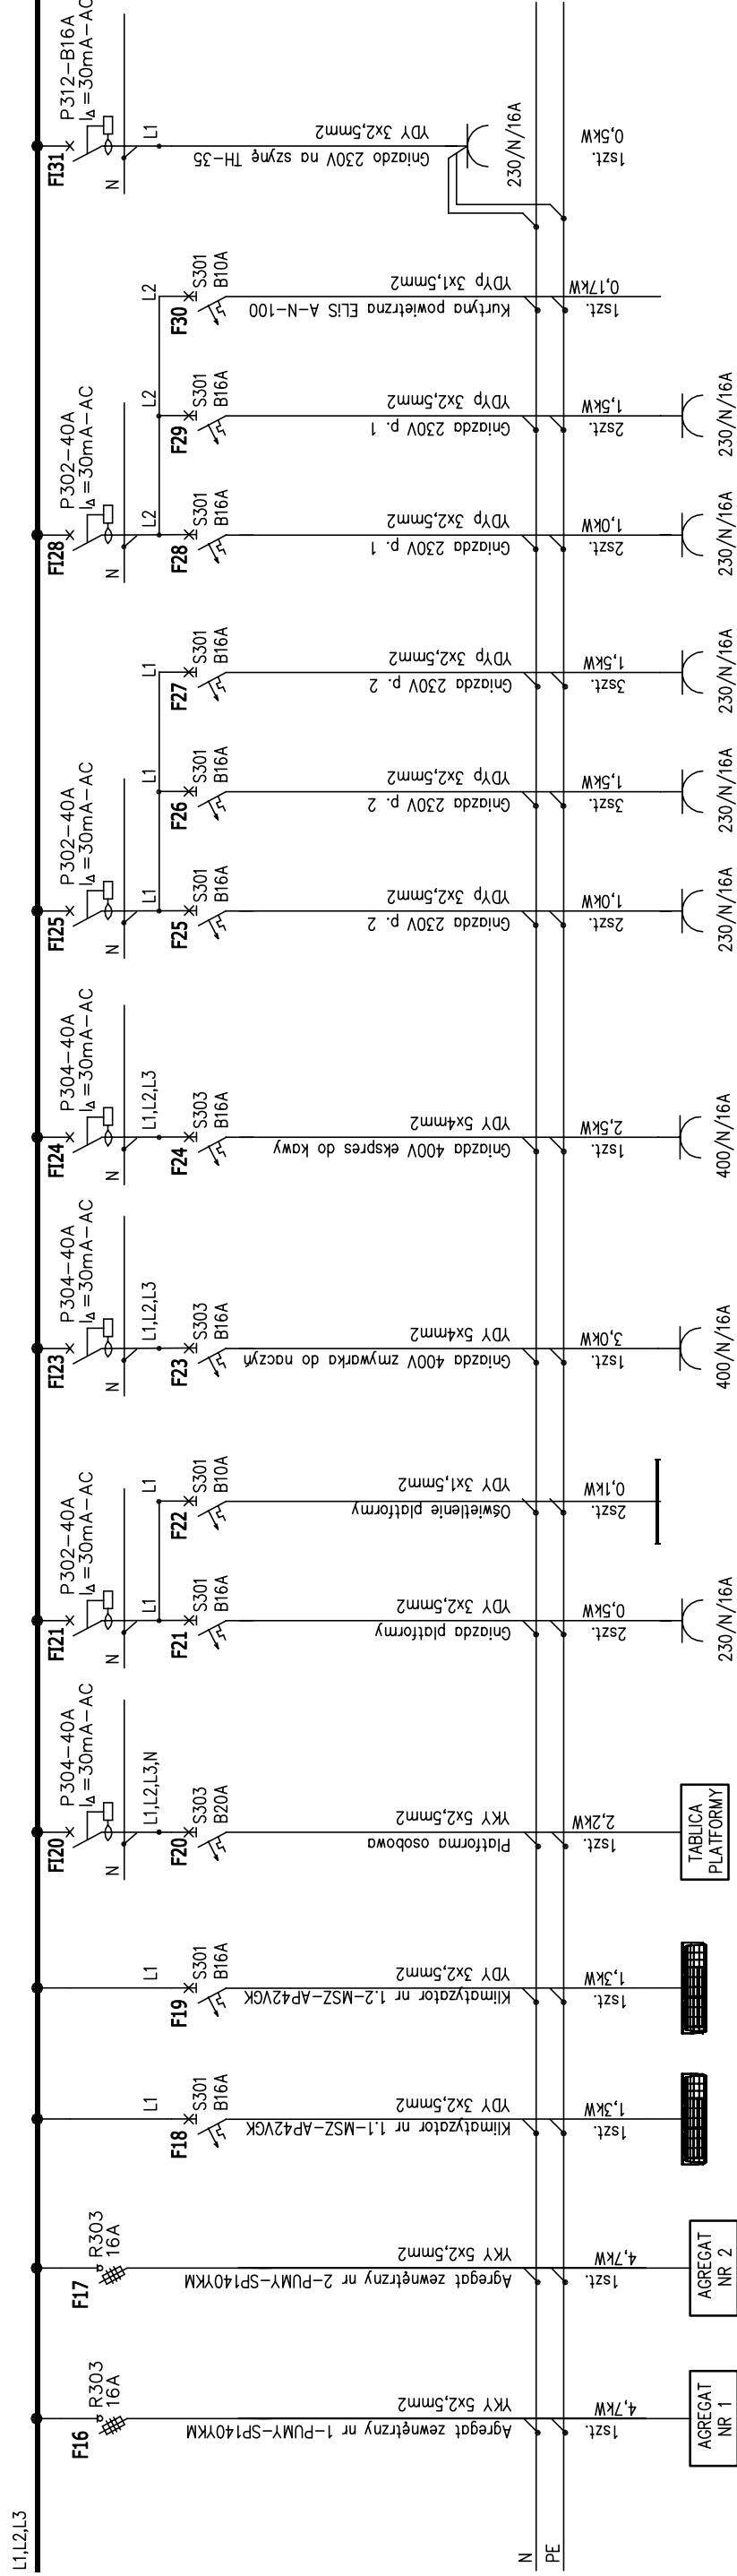 L1,L2,L3
F16
R303
16A
Agregat zewnętrzny nr 1-PUMY-SP140YKM
YKY 5x2,5mm2
1szt.
4,7kW
AGREGAT
NR 1
F17
R303
16A
Agregat zewnętrzny nr 2-PUMY-SP140YKM
YKY 5x2,5mm2
1szt.
4,7kW
AGREGAT
NR 2
L1
F18
S301
B16A
Klimatyzator nr 1.1-MSZ-AP42VGK
YDY 3x2,5mm2
1szt.
1,3kW
L1
F19
S301
B16A
Klimatyzator nr 1.2-MSZ-AP42VGK
YDY 3x2,5mm2
1szt.
1,3kW
FI20
P304-40A
I∆=30mA-AC
N
L1,L2,L3,N
F20
S303
B20A
Platforma osobowa
YKY 5x2,5mm2
1szt.
2,2kW
TABLICA
PLATFORMY
FI21
P302-40A
I∆=30mA-AC
N
L1
F21
S301
B16A
Gniazda platformy
YDY 3x2,5mm2
2szt.
0,5kW
230/N/16A
L1
F22
S301
B10A
Oświetlenie platformy
YDY 3x1,5mm2
2szt.
0,1kW
FI23
P304-40A
I∆=30mA-AC
N
L1,L2,L3
F23
S303
B16A
Gniazda 400V zmywarka do naczyń
YDY 5x4mm2
1szt.
3,0kW
400/N/16A
FI24
P304-40A
I∆=30mA-AC
N
L1,L2,L3
F24
S303
B16A
Gniazda 400V ekspres do kawy
YDY 5x4mm2
1szt.
2,5kW
400/N/16A
FI25
P302-40A
I∆=30mA-AC
N
L1
F25
S301
B16A
Gniazda 230V p. 2
YDYp 3x2,5mm2
2szt.
1,0kW
230/N/16A
F26
S301
B16A
Gniazda 230V p. 2
YDYp 3x2,5mm2
3szt.
1,5kW
230/N/16A
L1
L1
F27
S301
B16A
Gniazda 230V p. 2
YDYp 3x2,5mm2
3szt.
1,5kW
230/N/16A
FI28
P302-40A
I∆=30mA-AC
N
L2
F28
S301
B16A
Gniazda 230V p. 1
YDYp 3x2,5mm2
2szt.
1,0kW
230/N/16A
L2
F29
S301
B16A
Gniazda 230V p. 1
YDYp 3x2,5mm2
2szt.
1,5kW
230/N/16A
L2
F30
S301
B10A
Kurtyna powietrzna ELiS A-N-100
YDYp 3x1,5mm2
1szt.
0,17kW
FI31
P312-B16A
I∆=30mA-AC
N
L1
Gniazdo 230V na szynę TH-35
YDY 3x2,5mm2
230/N/16A
1szt.
0,5kW
N
PE